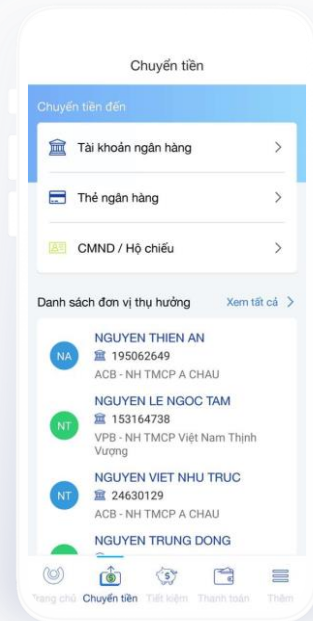 Chuyển tiền
Chuyển tiền đến
Tài khoản ngân hàng
Thẻ ngân hàng
CMND / Hộ chiếu
Danh sách đơn vị thụ hưởng Xem tất cả
NGUYEN THIEN AN
NA
195062649
ACB - NH TMCP A CHAU
NGUYEN LE NGOC TAM
NT
153164738
VPB - NH TMCP Việt Nam Thịnh
Vượng
NGUYEN VIET NHU TRUC
NT
24630129
ACB - NH TMCP A CHAU
NGUYEN TRUNG DONG
Trang chủ Chuyển tiền Tiết kiệm Thanh toán Thêm